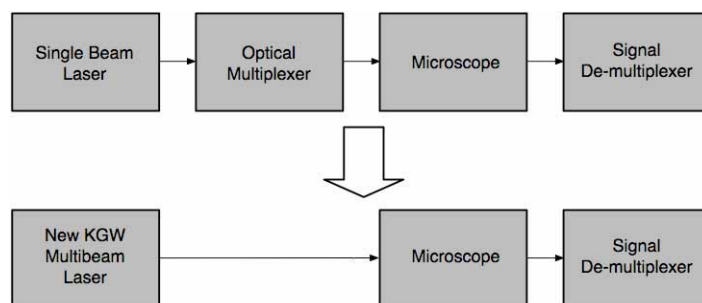 Single Beam
Laser
Optical
Multiplexer
Microscope
Signal
De-multiplexer
New KGW
Multibeam
Laser
Microscope
Signal
De-multiplexer